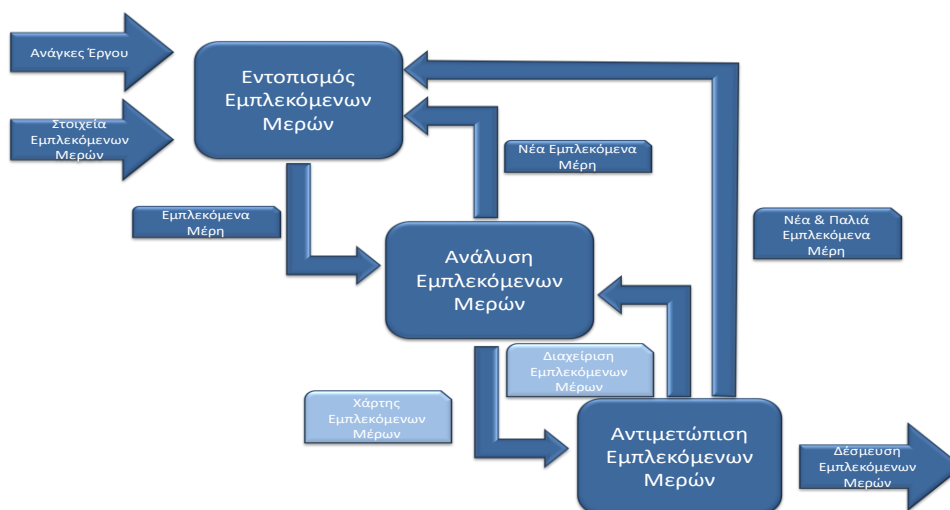 Ανάγκες Έργου
Στοιχεία
Εμπλεκόμενων
Μερών
Εντοπισμός
Εμπλεκόμενων
Μερών
Νέα Εμπλεκόμενα
Μέρη
Εμπλεκόμενα
Μέρη
Νέα & Παλιά
Εμπλεκόμενα
Μέρη
Ανάλυση
Εμπλεκόμενων
Μερών
Διαχείριση
Εμπλεκόμενων
Μέρων
Χάρτης
Εμπλεκόμενων
Μέρων
Αντιμετώπιση
Εμπλεκόμενων
Μερών
Δέσμευση
Εμπλεκόμενων
Μερών